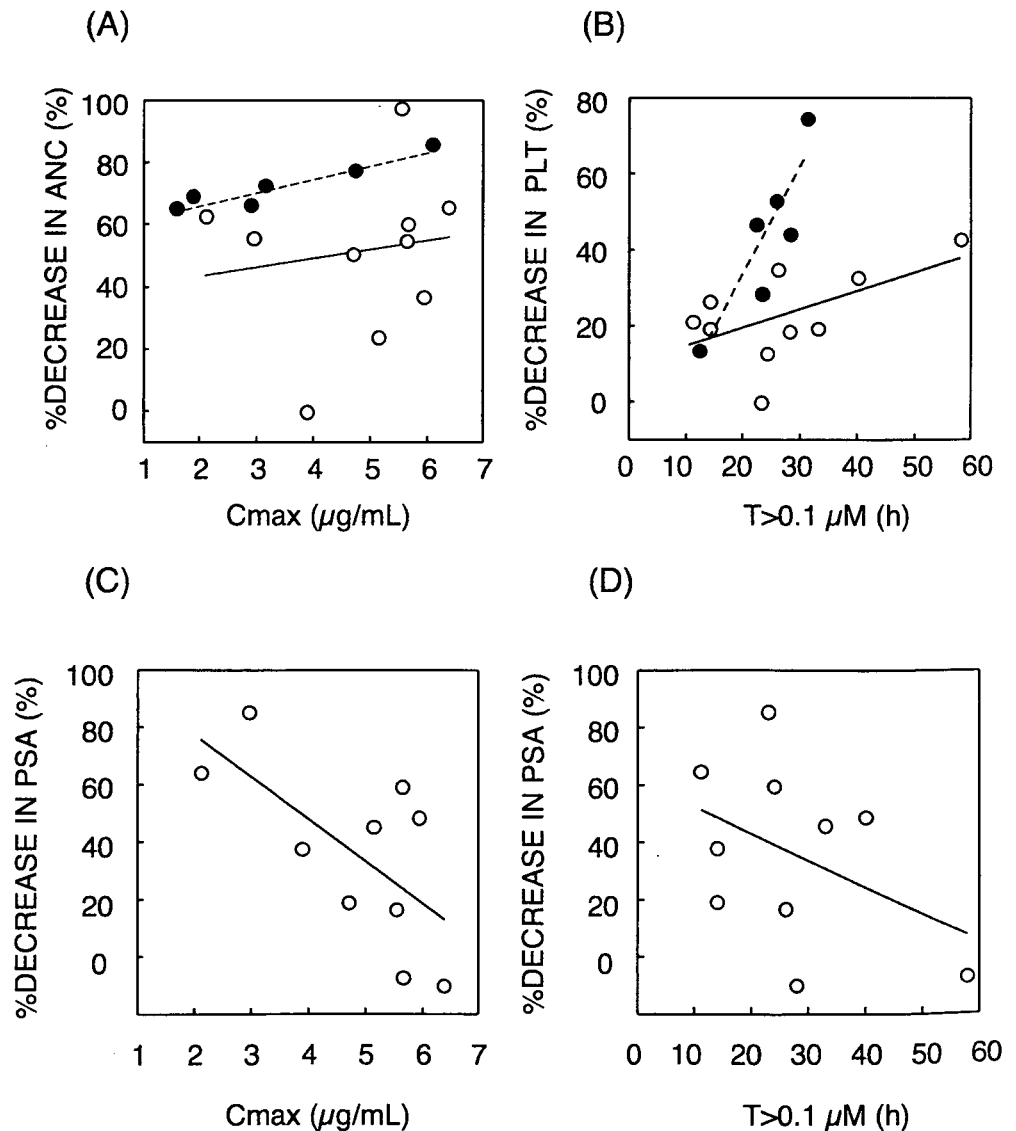 (A)
%DECREASE IN ANC (%)
100
80
60
40
20
0
1 2 3 4 5 6 7
Cmax (µg/mL)
(B)
%DECREASE IN PLT (%)
80
60
40
20
0
0 10 20 30 40 50 60
T>0.1 µM (h)
(C)
%DECREASE IN PSA (%)
100
80
60
40
20
0
1 2 3 4 5 6 7
Cmax (µg/mL)
(D)
%DECREASE IN PSA (%)
100
80
60
40
20
0
0 10 20 30 40 50 60
T>0.1 µM (h)